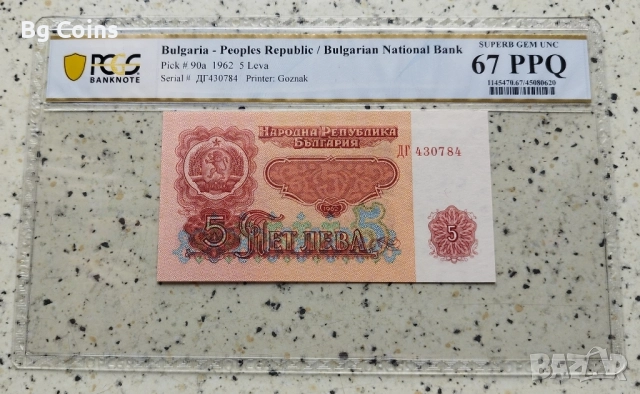 Bg Coins
PCGS
BANKNOTE
Bulgaria - Peoples Republic / Bulgarian National Bank
Pick # 90a 1962 5 Leva
Serial # ДГ430784 Printer: Goznak
SUPERB GEM UNC
67 PPQ
1145470.67/45080620
НАРОДНА РЕПУБЛИКА
БЪЛГАРИЯ
ДГ 430784
5
1962
5 ПЕТ ЛЕВА 5
5
BAZAR